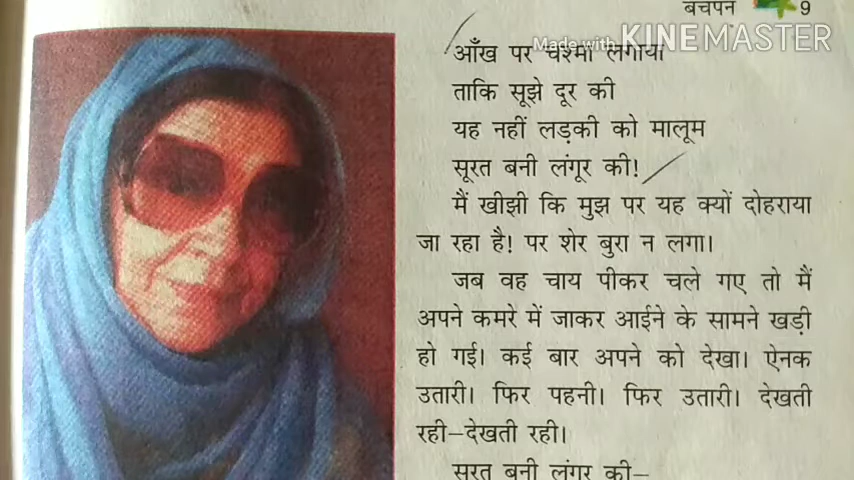 बचपन 9
Made with KINEMASTER
आँख पर चश्मा लगाया
ताकि सूझे दूर की
यह नहीं लड़की को मालूम
सूरत बनी लंगूर की!
मैं खीझी कि मुझ पर यह क्यों दोहराया
जा रहा है! पर शेर बुरा न लगा।
जब वह चाय पीकर चले गए तो मैं
अपने कमरे में जाकर आईने के सामने खड़ी
हो गई। कई बार अपने को देखा। ऐनक
उतारी। फिर पहनी। फिर उतारी। देखती
रही–देखती रही।
सूरत बनी लंगूर की–